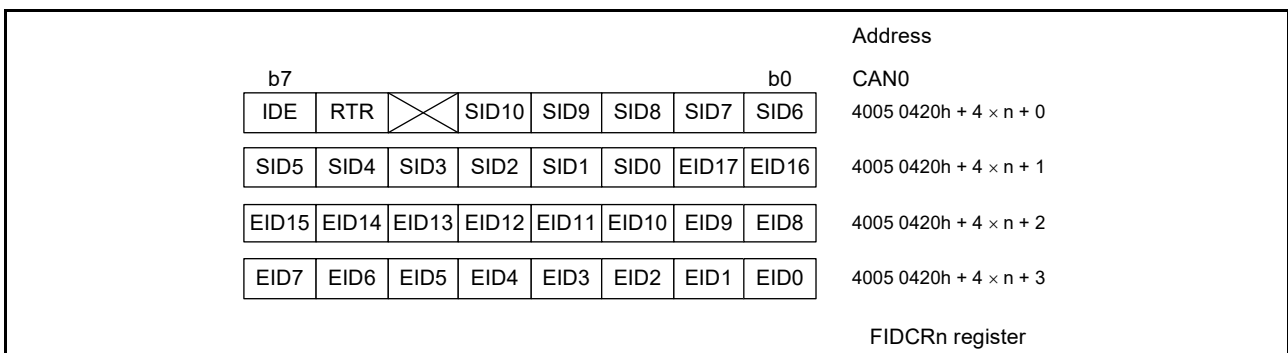 Address
b7 b0 CAN0
IDE RTR SID10 SID9 SID8 SID7 SID6 4005 0420h + 4 × n + 0
SID5 SID4 SID3 SID2 SID1 SID0 EID17 EID16 4005 0420h + 4 × n + 1
EID15 EID14 EID13 EID12 EID11 EID10 EID9 EID8 4005 0420h + 4 × n + 2
EID7 EID6 EID5 EID4 EID3 EID2 EID1 EID0 4005 0420h + 4 × n + 3
FIDCRn register